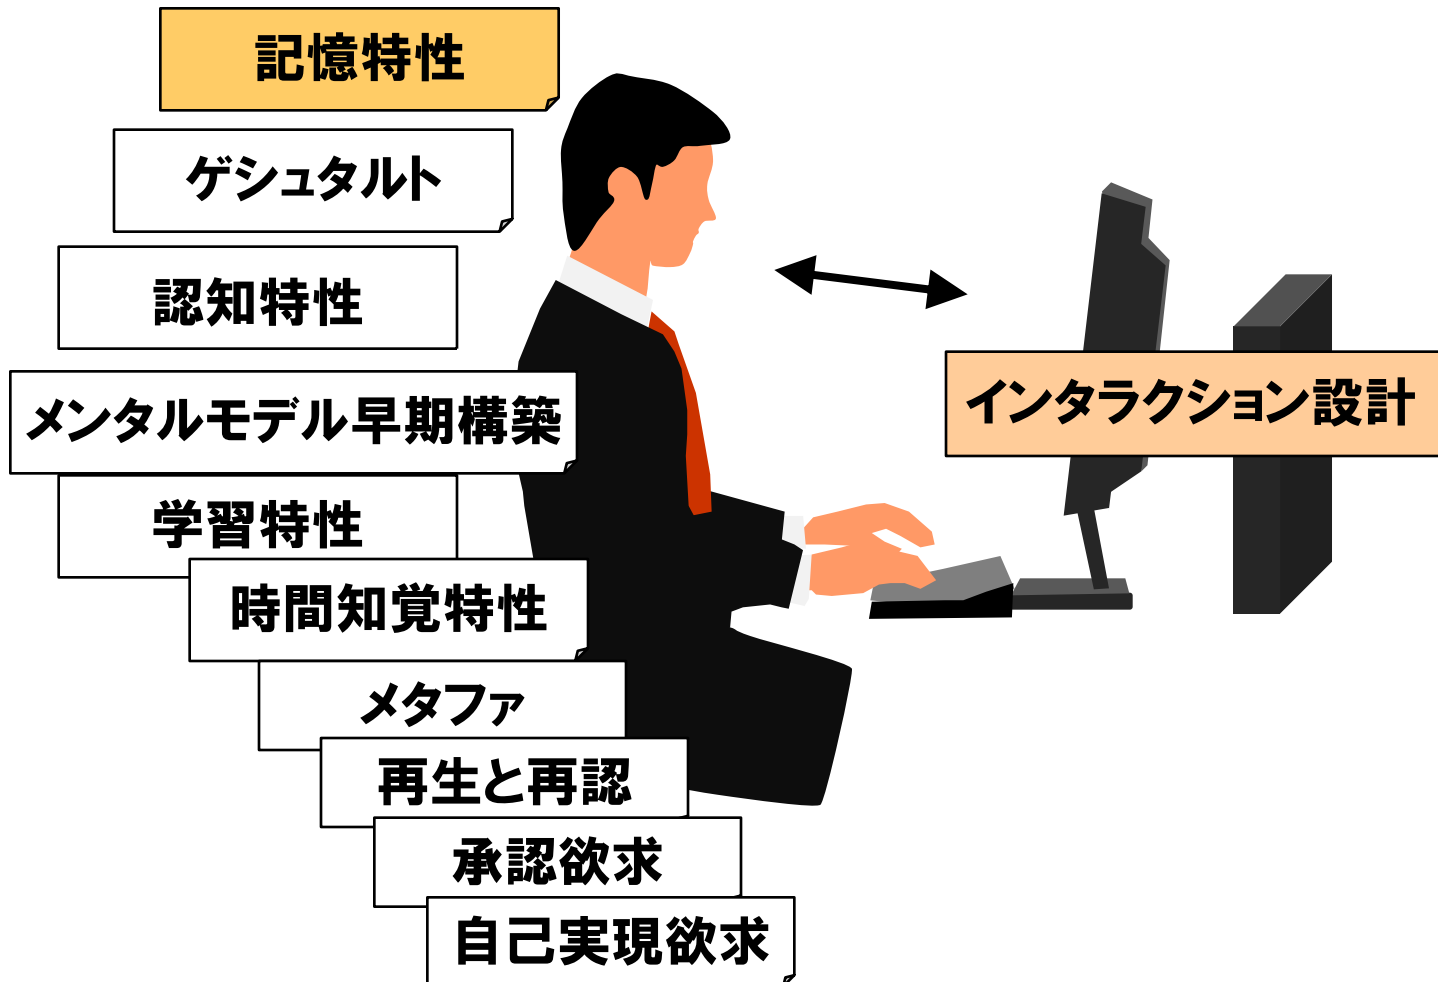 記憶特性
ゲシュタルト
認知特性
メンタルモデル早期構築
インタラクション設計
学習特性
時間知覚特性
メタファ
再生と再認
承認欲求
自己実現欲求